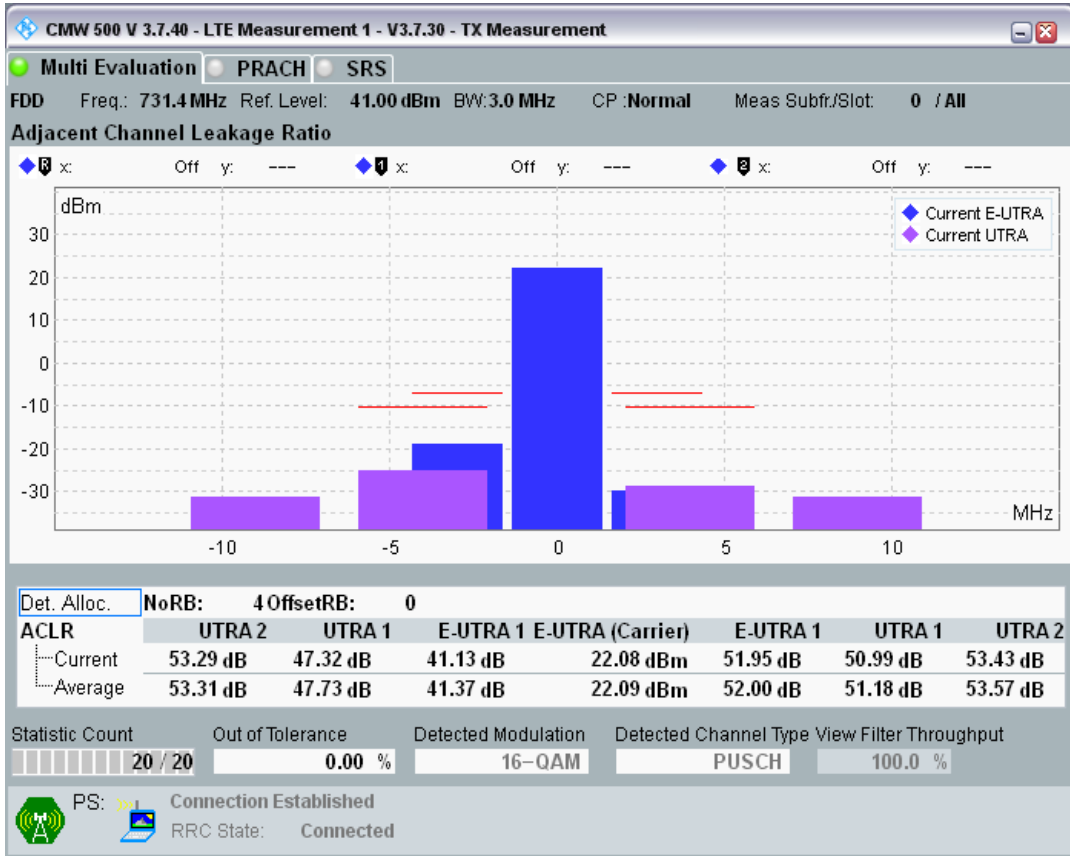 CMW 500 V 3.7.40 - LTE Measurement 1 - V3.7.30 - TX Measurement
Multi Evaluation PRACH SRS
FDD Freq.: 731.4 MHz Ref. Level: 41.00 dBm BW: 3.0 MHz CP :Normal Meas Subfr./Slot: 0 / All
Adjacent Channel Leakage Ratio
R x: Off y: --- 1 x: Off y: --- 2 x: Off y: ---
dBm
Current E-UTRA
Current UTRA
30
20
10
0
-10
-20
-30
MHz
-10 -5 0 5 10
Det. Alloc. NoRB: 4 OffsetRB: 0
ACLR UTRA 2 UTRA 1 E-UTRA 1 E-UTRA (Carrier) E-UTRA 1 UTRA 1 UTRA 2
Current 53.29 dB 47.32 dB 41.13 dB 22.08 dBm 51.95 dB 50.99 dB 53.43 dB
Average 53.31 dB 47.73 dB 41.37 dB 22.09 dBm 52.00 dB 51.18 dB 53.57 dB
Statistic Count Out of Tolerance Detected Modulation Detected Channel Type View Filter Throughput
20 / 20 0.00 % 16-QAM PUSCH 100.0 %
PS: Connection Established
RRC State: Connected